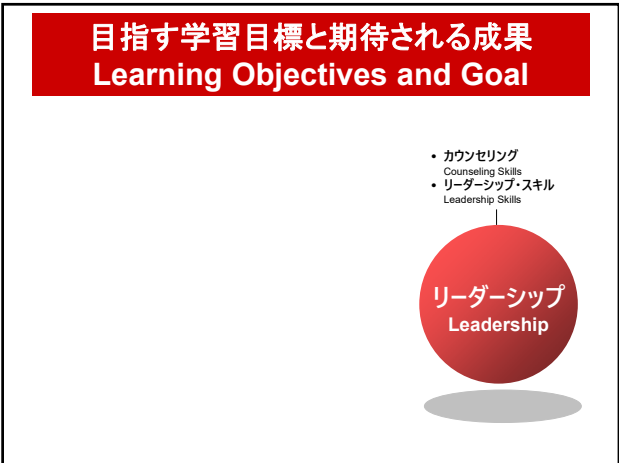 目指す学習目標と期待される成果
Learning Objectives and Goal
• カウンセリング
Counseling Skills
• リーダーシップ・スキル
Leadership Skills
リーダーシップ
Leadership